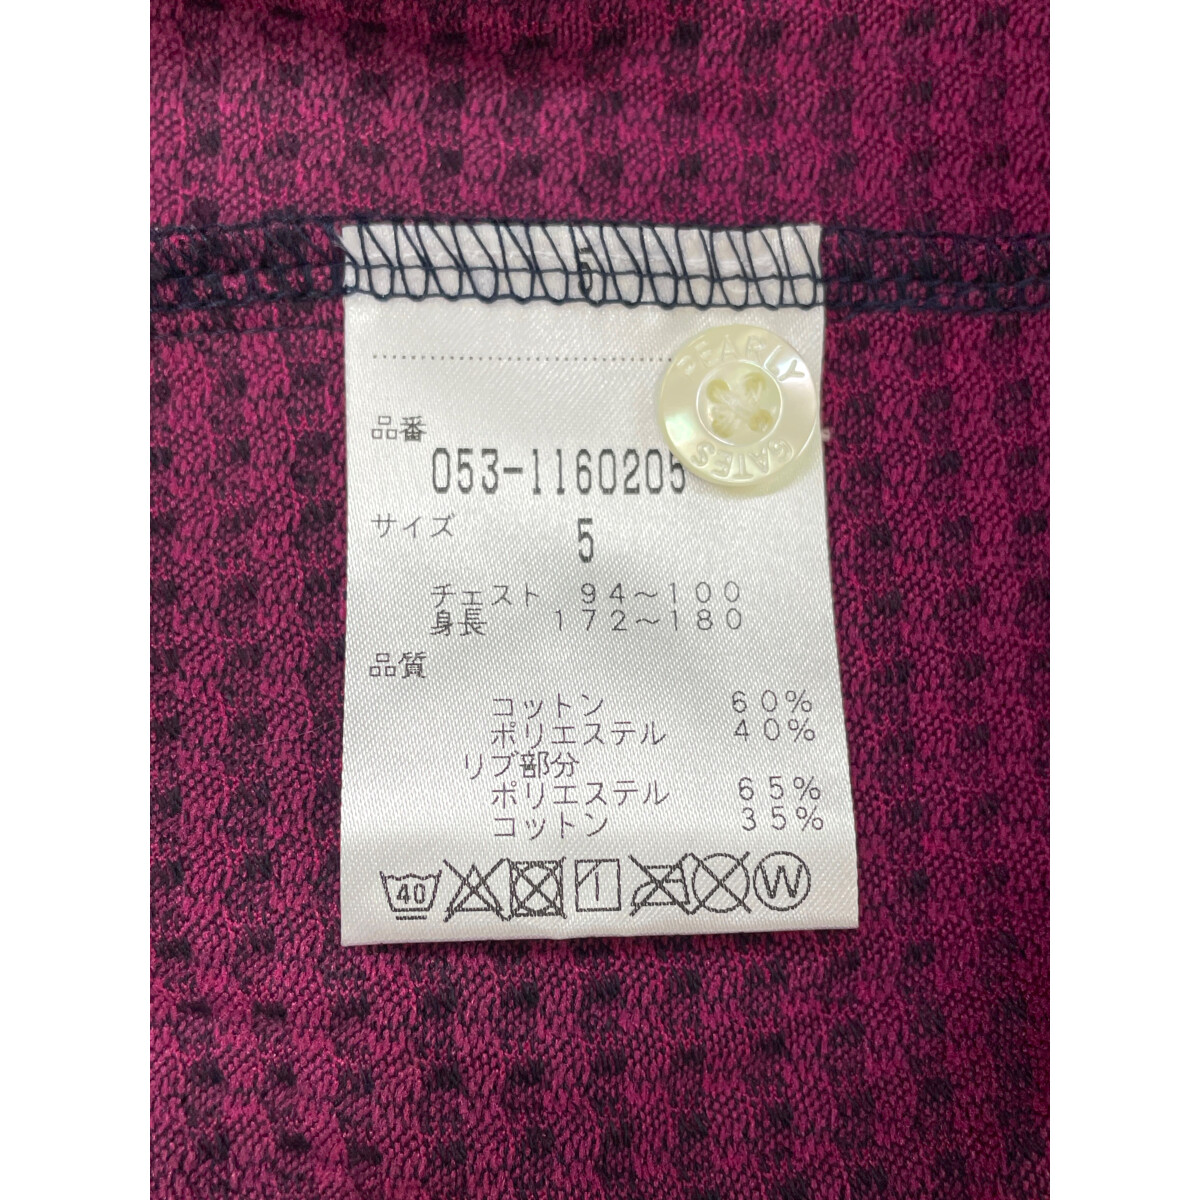 5
PEARLY GATES
品番
053-1160205
サイズ
5
チェスト 94～100
身長 172～180
品質
コットン 60%
ポリエステル 40%
リブ部分
ポリエステル 65%
コットン 35%
40 W